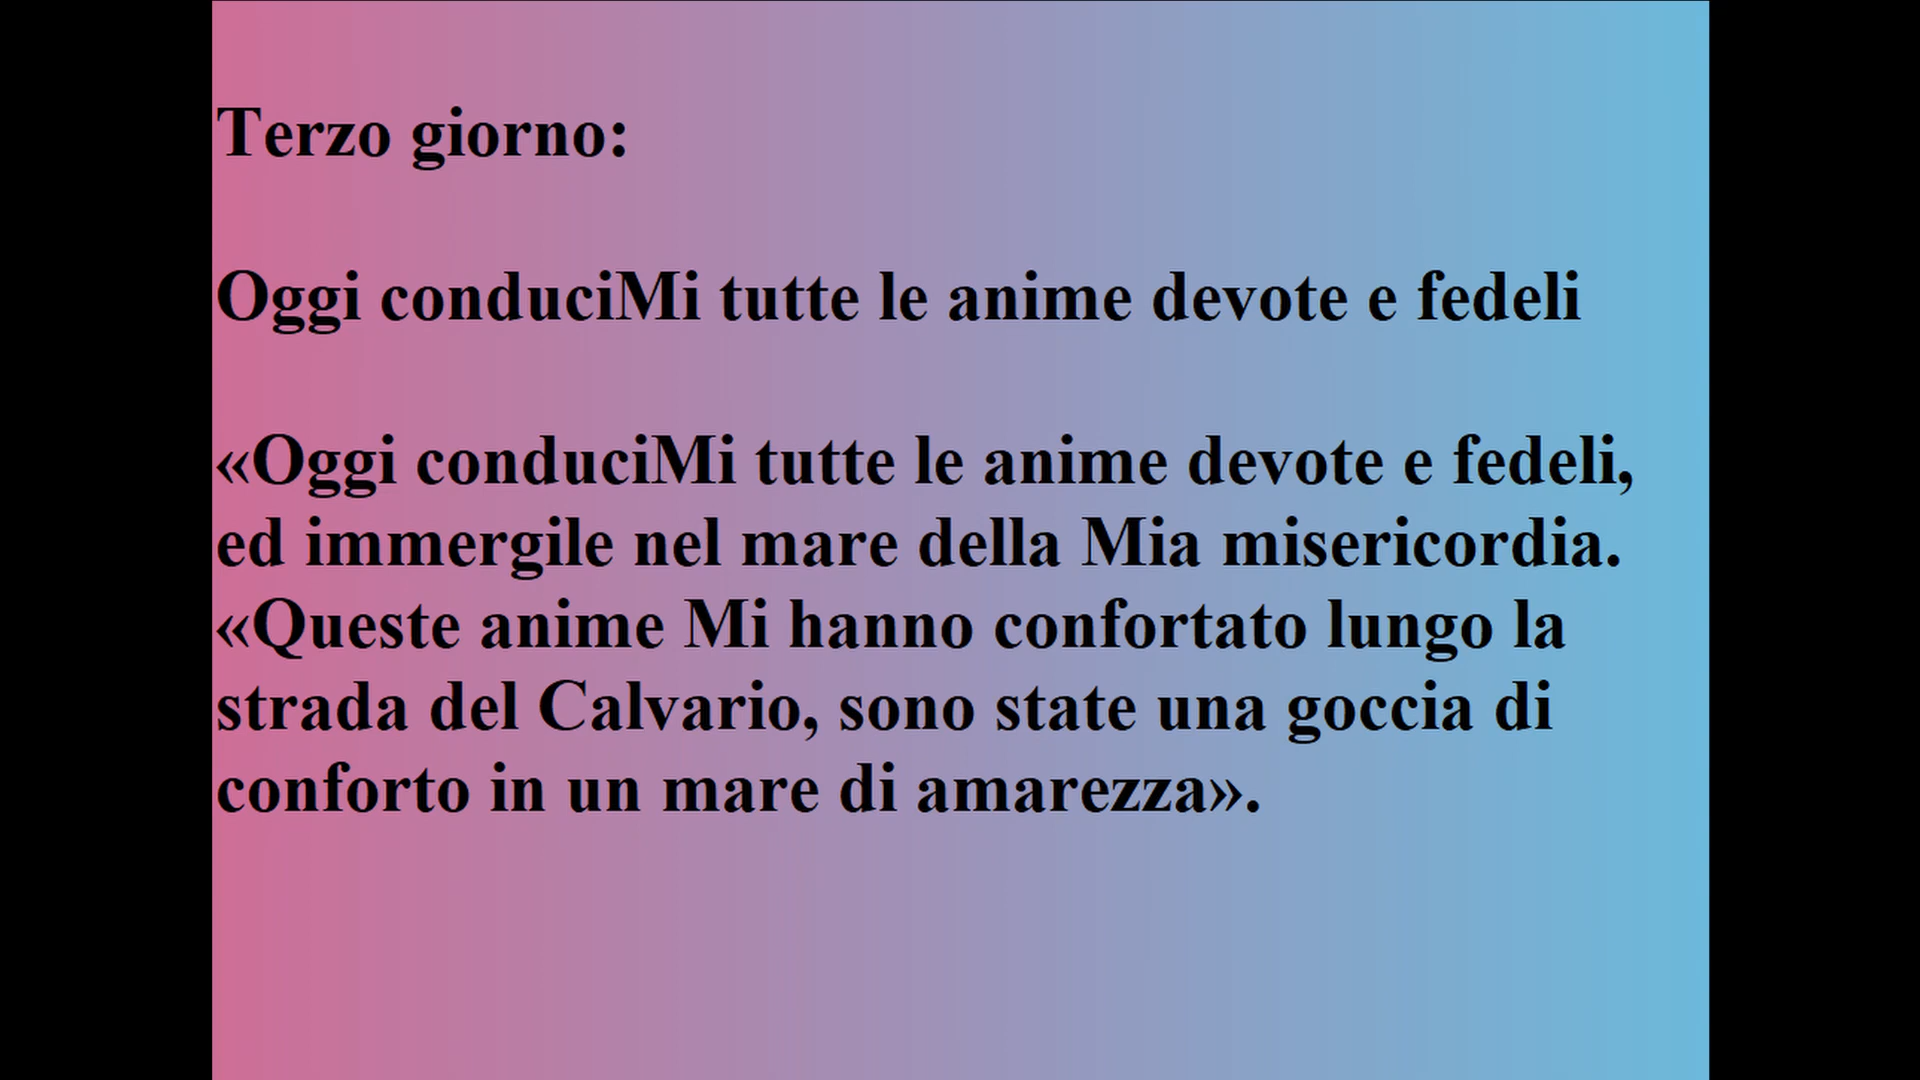 Terzo giorno:
Oggi conduciMi tutte le anime devote e fedeli
«Oggi conduciMi tutte le anime devote e fedeli,
ed immergile nel mare della Mia misericordia.
«Queste anime Mi hanno confortato lungo la
strada del Calvario, sono state una goccia di
conforto in un mare di amarezza».